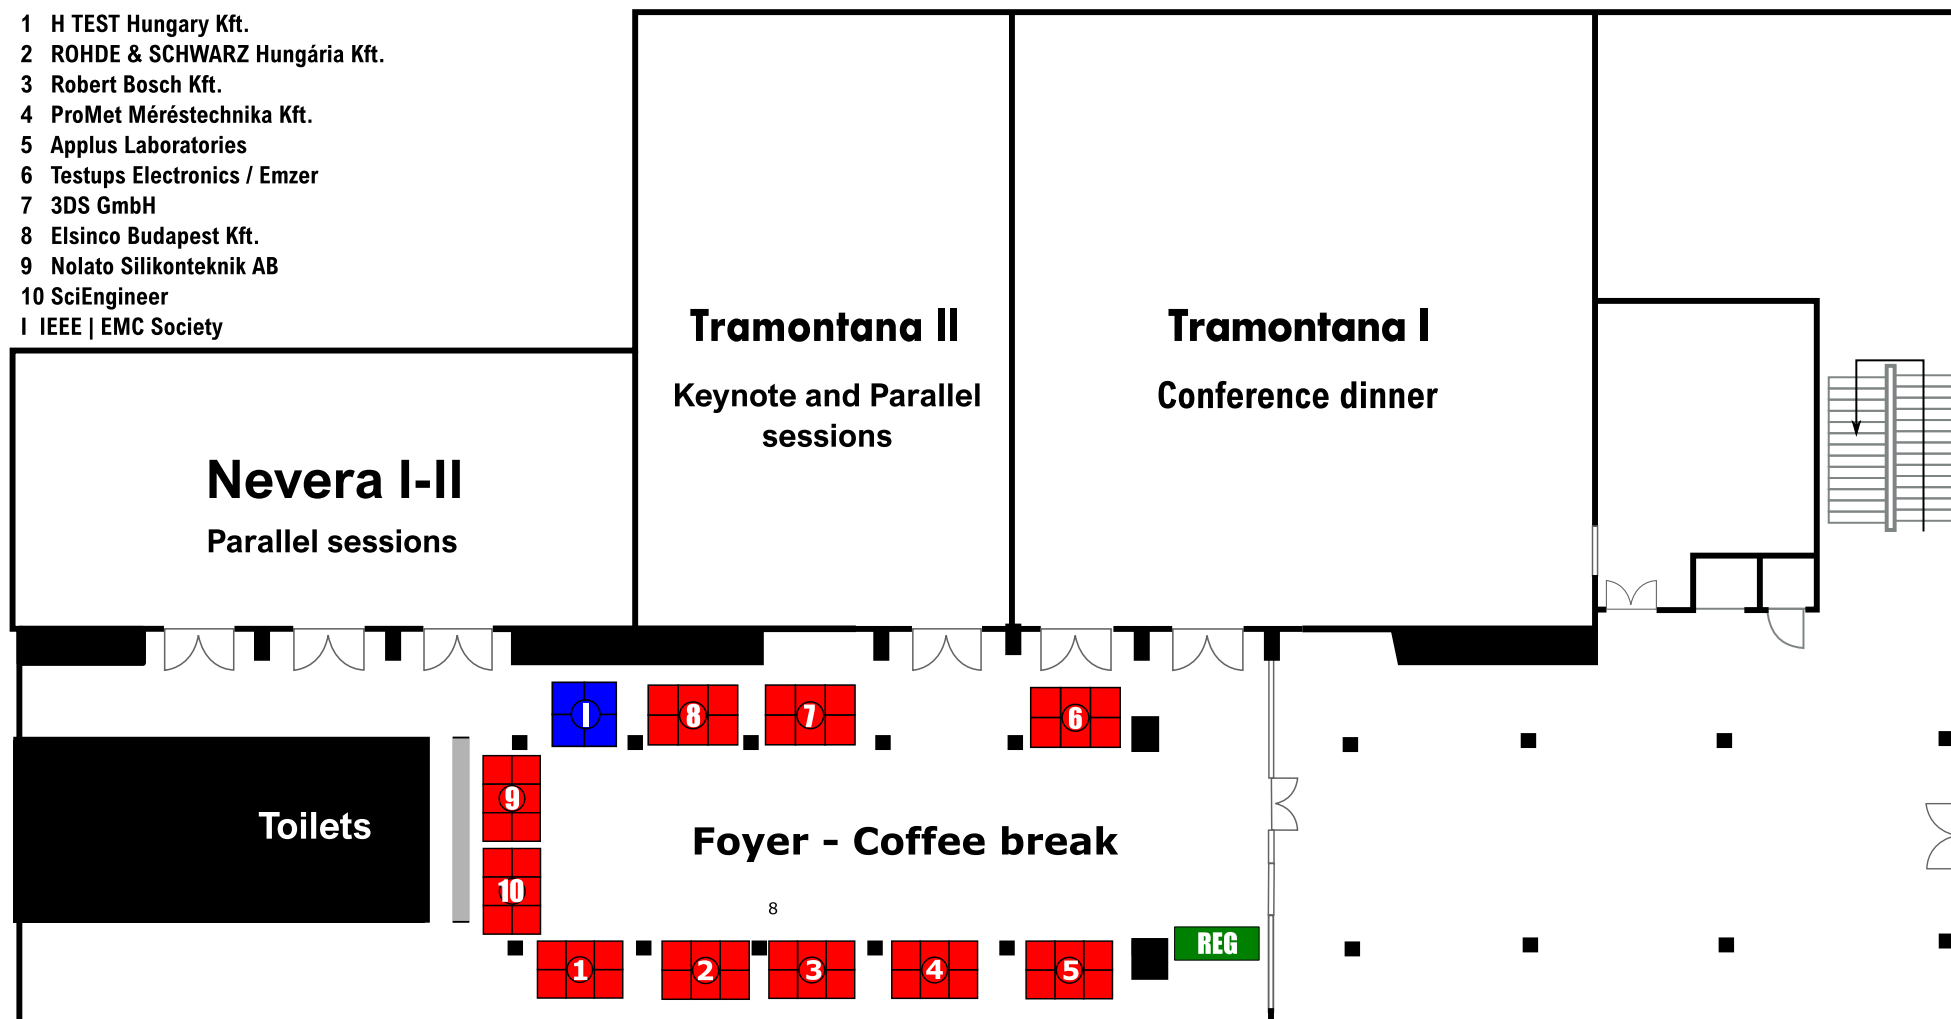 1 H TEST Hungary Kft.
2 ROHDE & SCHWARZ Hungária Kft.
3 Robert Bosch Kft.
4 ProMet Méréstechnika Kft.
5 Applus Laboratories
6 Testups Electronics / Emzer
7 3DS GmbH
8 Elsinco Budapest Kft.
9 Nolato Silikonteknik AB
10 SciEngineer
I IEEE | EMC Society
Tramontana II
Keynote and Parallel
sessions
Tramontana I
Conference dinner
Nevera I-II
Parallel sessions
I
8
7
6
9
Toilets
Foyer - Coffee break
10
8
REG
1
2
3
4
5